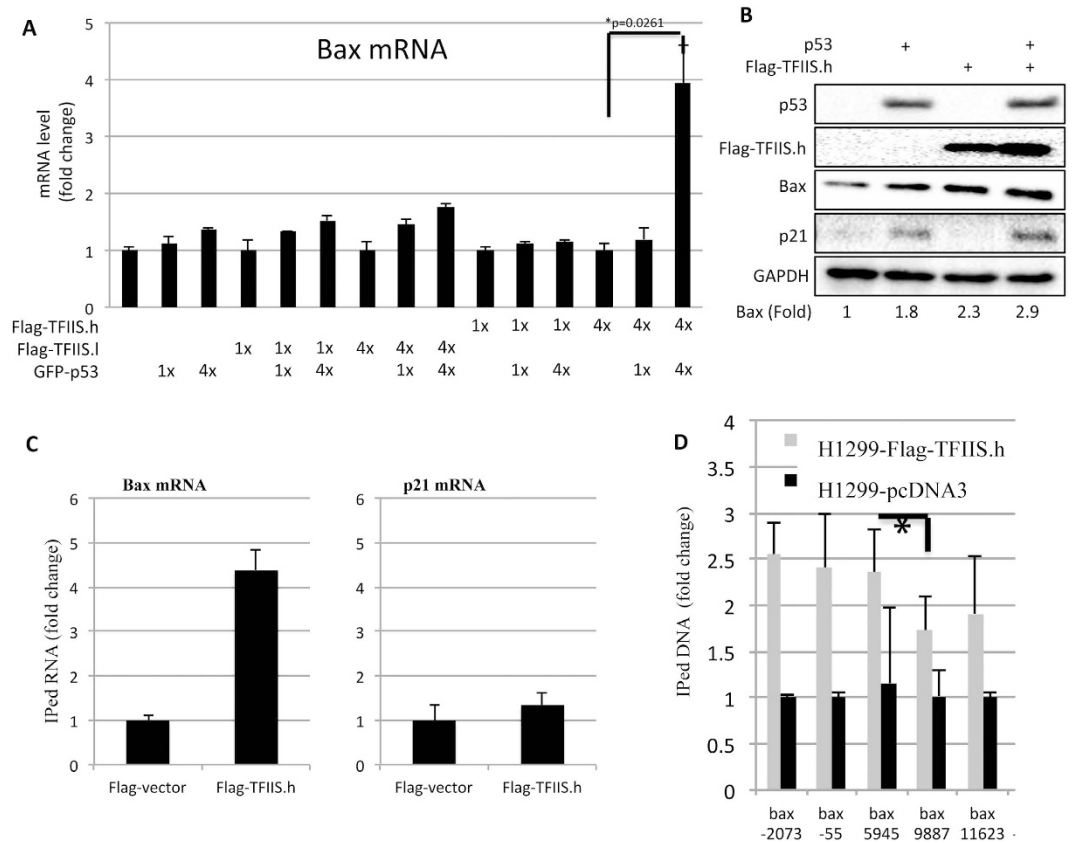 A
Bax mRNA
*p=0.0261
mRNA level
(fold change)
5
4
3
2
1
0
Flag-TFIIS.h 1x 1x 1x 4x 4x 4x
Flag-TFIIS.l 1x 1x 1x 4x 4x 4x
GFP-p53 1x 4x 1x 4x 1x 4x 1x 4x 1x 4x
B
p53 + +
Flag-TFIIS.h + +
p53
Flag-TFIIS.h
Bax
p21
GAPDH
Bax (Fold) 1 1.8 2.3 2.9
C
Bax mRNA
IPed RNA (fold change)
6
5
4
3
2
1
0
Flag-vector Flag-TFIIS.h
p21 mRNA
6
5
4
3
2
1
0
Flag-vector Flag-TFIIS.h
D
H1299-Flag-TFIIS.h
H1299-pcDNA3
*
IPed DNA (fold change)
4
3.5
3
2.5
2
1.5
1
0.5
0
bax bax bax bax bax
-2073 -55 5945 9887 11623 -